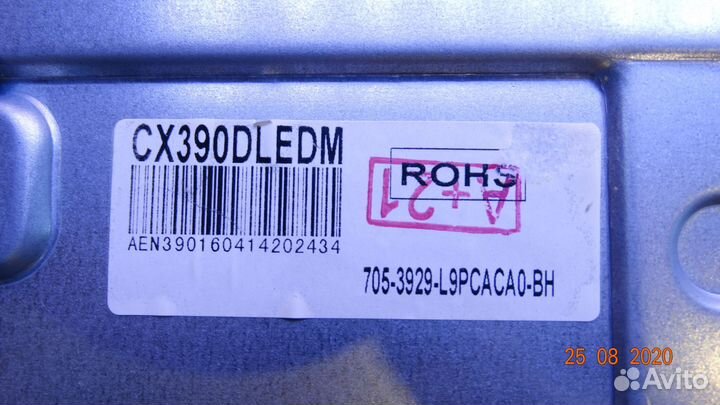 CX390DLEDM
ROHS
A+21
AEN390160414202434
705-3929-L9PCACA0-BH
25 08 2020
Avito